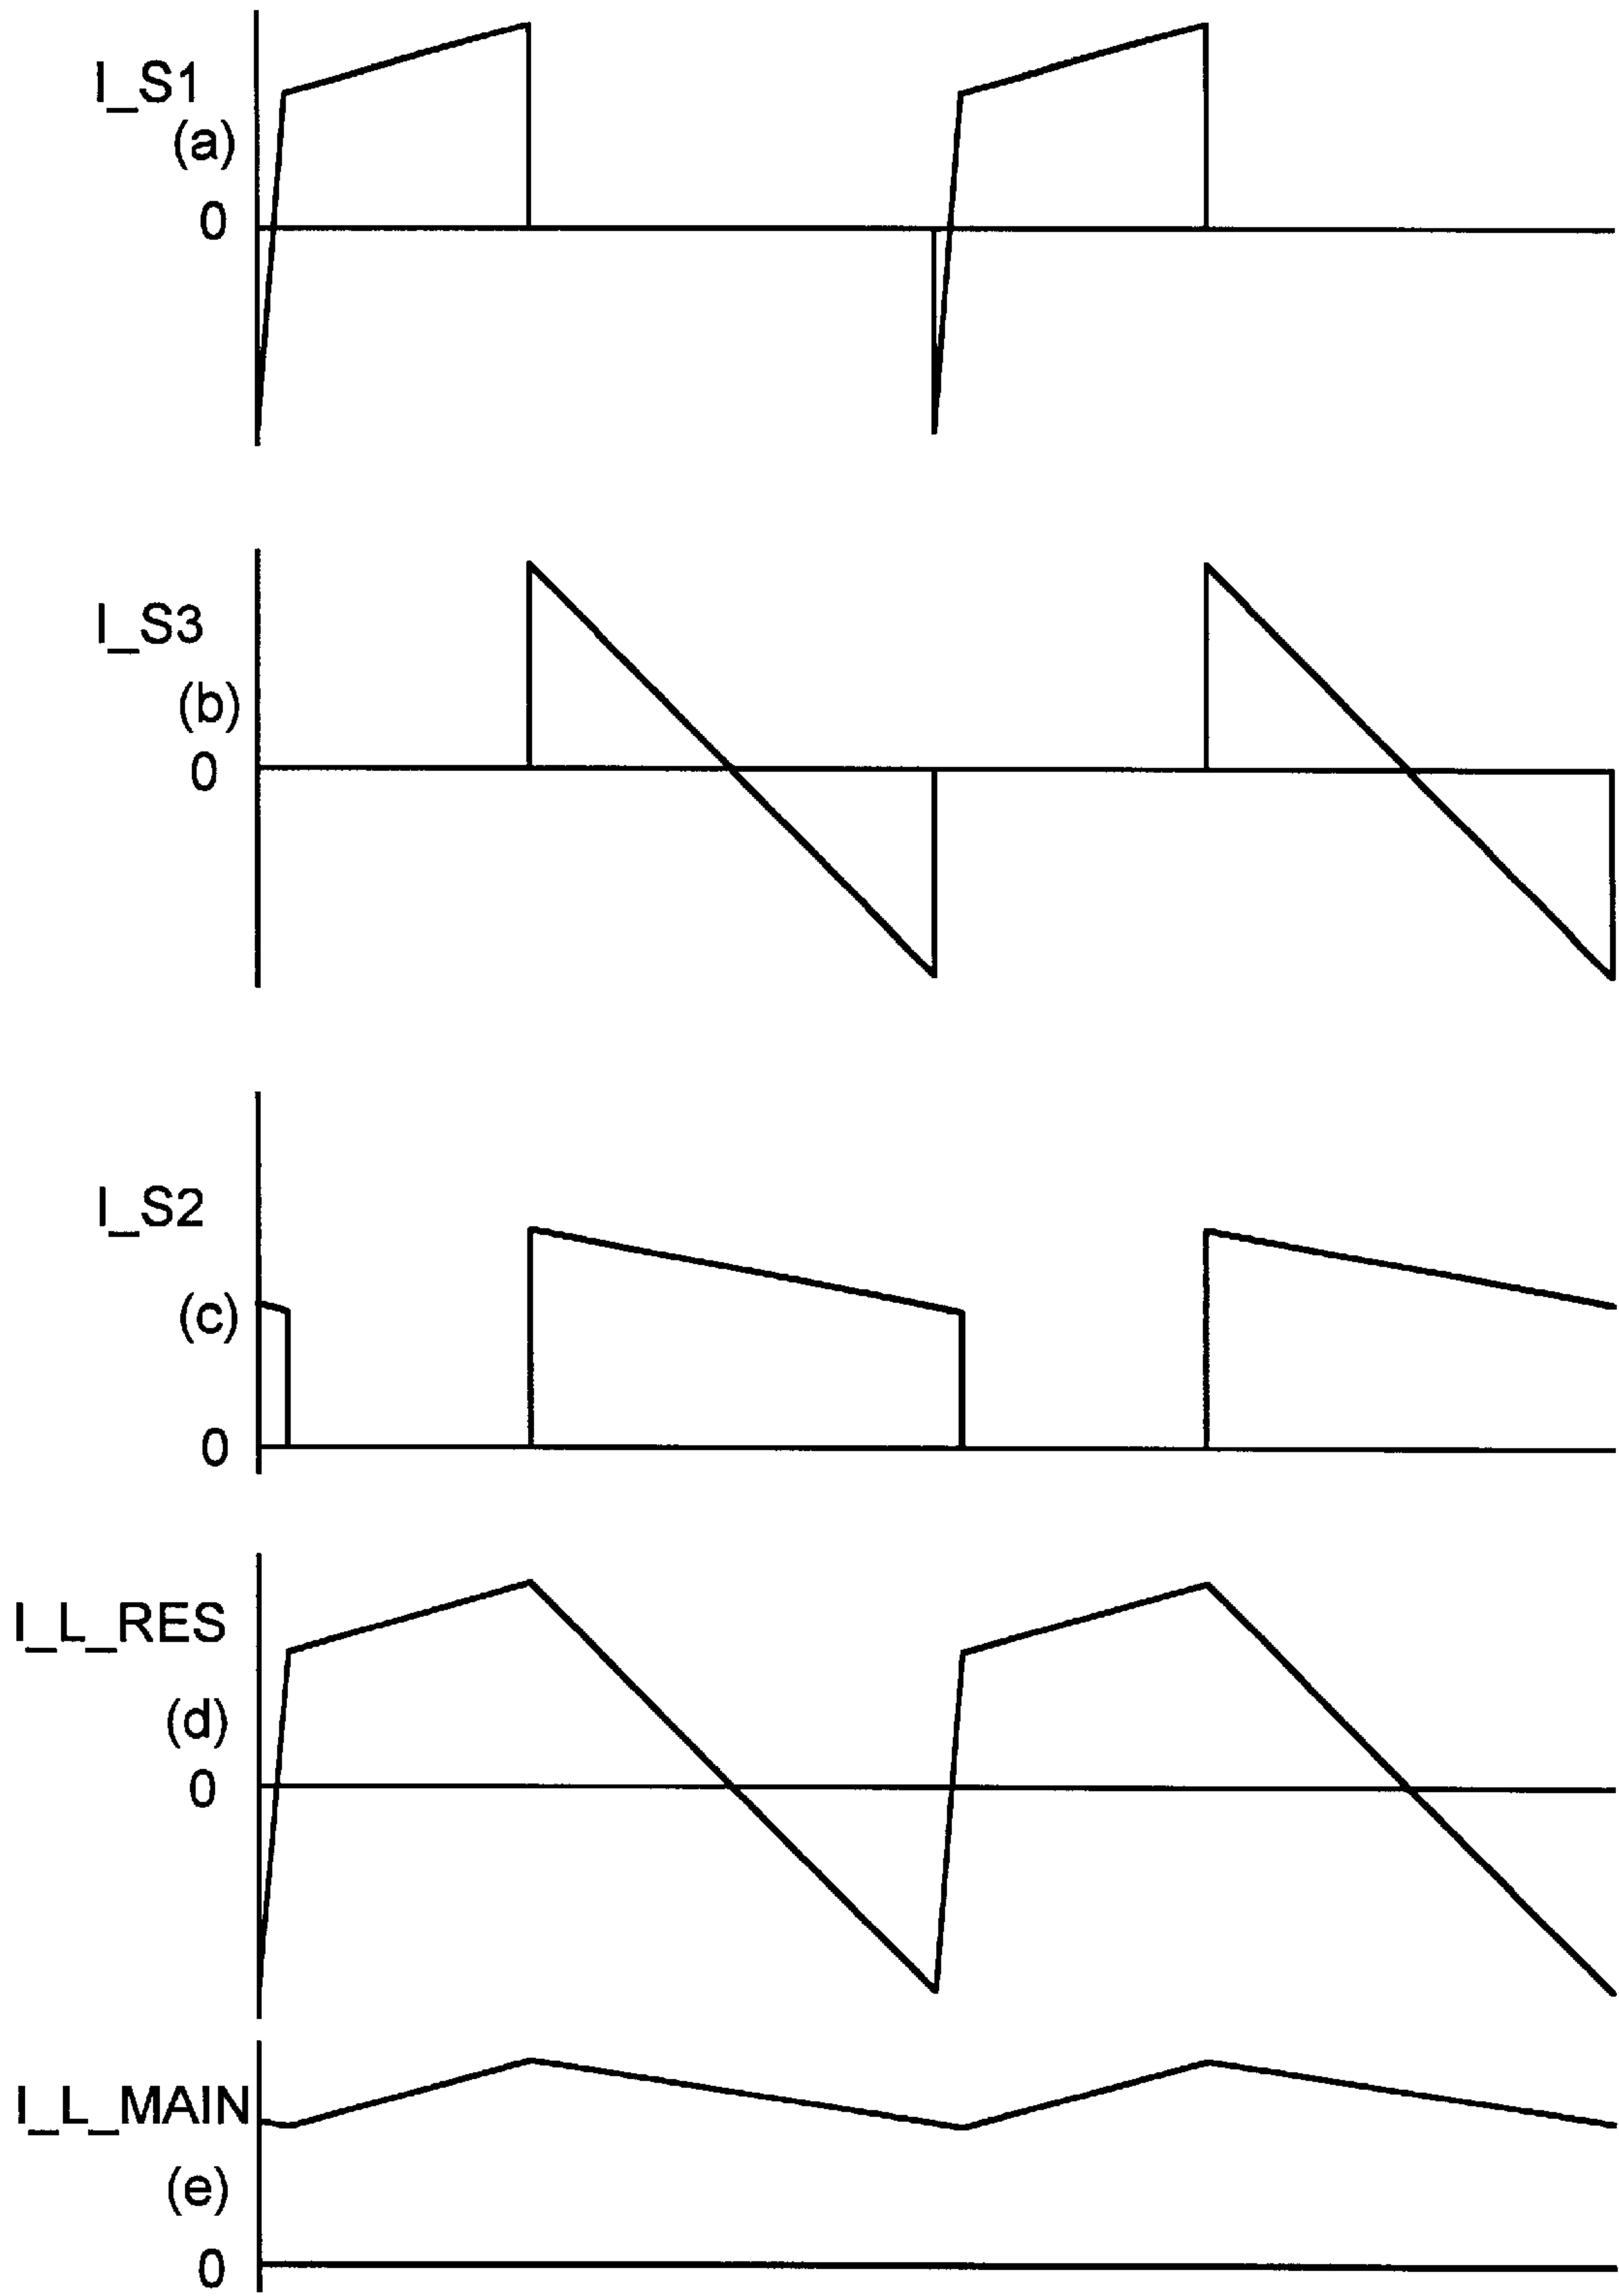 I_S1
(a)
0
I_S3
(b)
0
I_S2
(c)
0
I_L_RES
(d)
0
I_L_MAIN
(e)
0